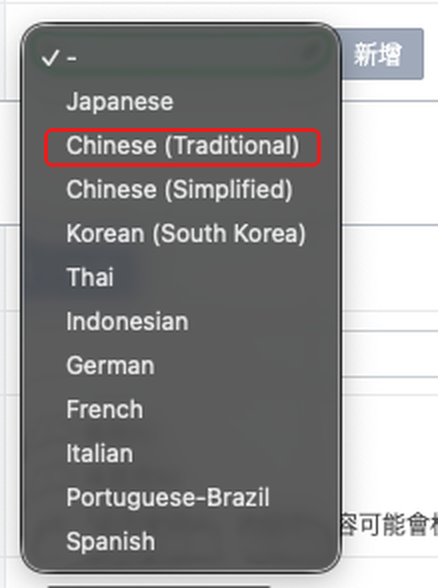 ✓ -
新增
Japanese
Chinese (Traditional)
Chinese (Simplified)
Korean (South Korea)
Thai
Indonesian
German
French
Italian
Portuguese-Brazil
容可能會
Spanish